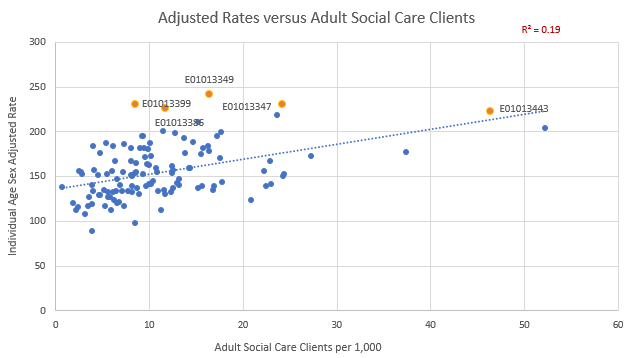 Adjusted Rates versus Adult Social Care Clients
R² = 0.19
300
250
200
150
100
50
0
E01013349
E01013399
E01013347
E01013443
E01013386
Individual Age Sex Adjusted Rate
0 10 20 30 40 50 60
Adult Social Care Clients per 1,000